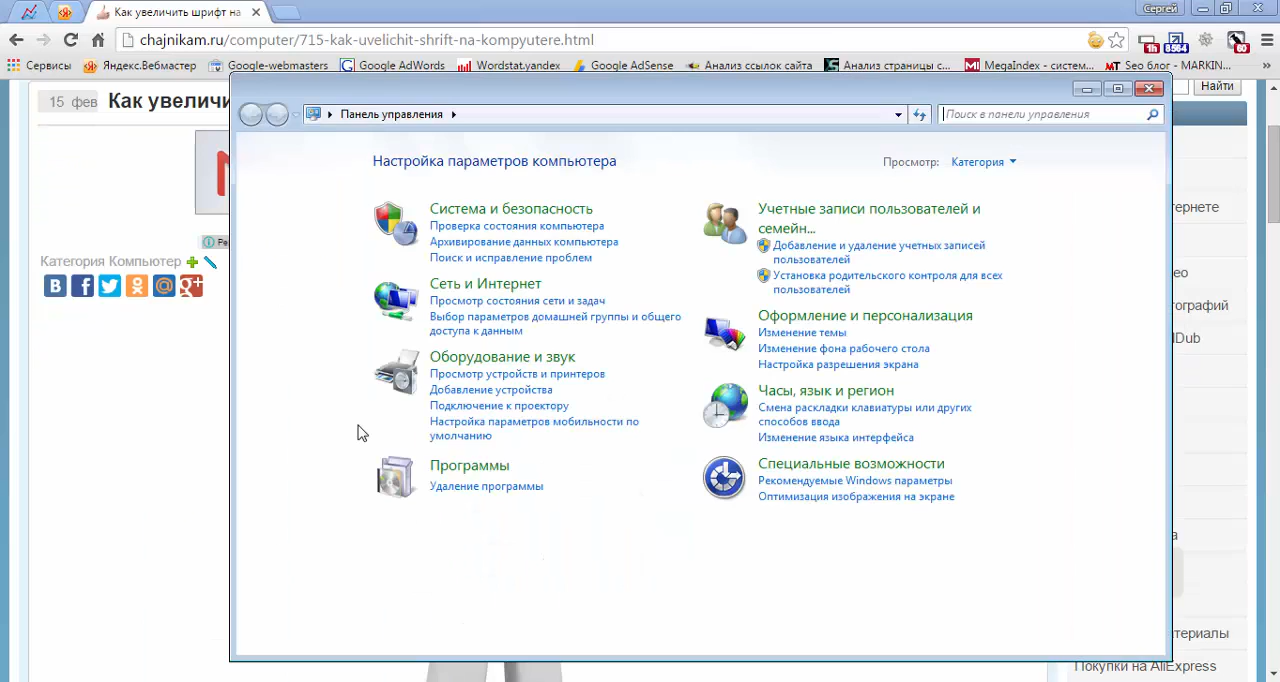 Как увеличить шрифт на
Сергей
chajnikam.ru/computer/715-kak-uvelichit-shrift-na-kompyutere.html
1h
8,564
60
Сервисы
Яндекс.Вебмастер
Google-webmasters
Google AdWords
Wordstat.yandex
Google AdSense
Анализ ссылок сайта
Анализ страницы с...
MegaIndex - систем...
Seo блог - MARKIN...
»
15 фев
Как увеличи
Найти
Категория Компьютер
Панель управления
Поиск в панели управления
Настройка параметров компьютера
Просмотр:
Категория
Система и безопасность
Проверка состояния компьютера
Архивирование данных компьютера
Поиск и исправление проблем
Сеть и Интернет
Просмотр состояния сети и задач
Выбор параметров домашней группы и общего
доступа к данным
Оборудование и звук
Просмотр устройств и принтеров
Добавление устройства
Подключение к проектору
Настройка параметров мобильности по
умолчанию
Программы
Удаление программы
Учетные записи пользователей и
семейн...
Добавление и удаление учетных записей
пользователей
Установка родительского контроля для всех
пользователей
Оформление и персонализация
Изменение темы
Изменение фона рабочего стола
Настройка разрешения экрана
Часы, язык и регион
Смена раскладки клавиатуры или других
способов ввода
Изменение языка интерфейса
Специальные возможности
Рекомендуемые Windows параметры
Оптимизация изображения на экране
тернете
ео
ографий
Dub
а
териалы
Покупки на AliExpress